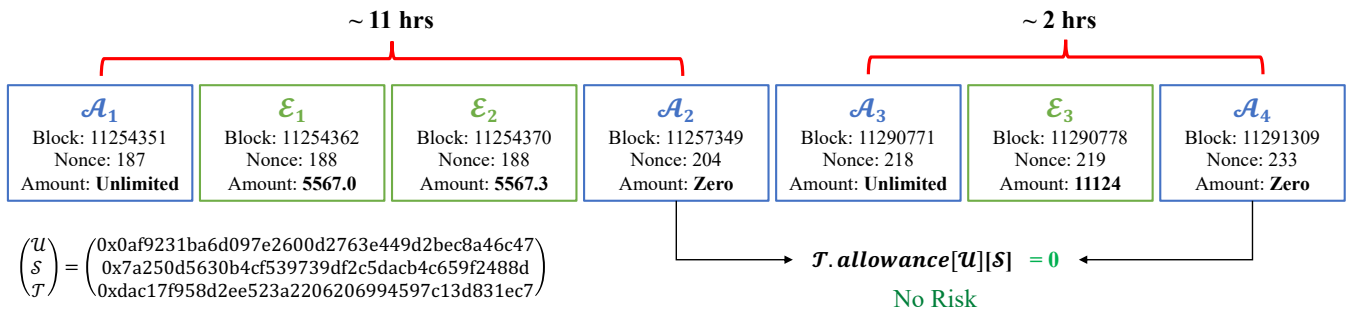 ~ 11 hrs
~ 2 hrs
𝒜₁
Block: 11254351
Nonce: 187
Amount: Unlimited
ℰ₁
Block: 11254362
Nonce: 188
Amount: 5567.0
ℰ₂
Block: 11254370
Nonce: 188
Amount: 5567.3
𝒜₂
Block: 11257349
Nonce: 204
Amount: Zero
𝒜₃
Block: 11290771
Nonce: 218
Amount: Unlimited
ℰ₃
Block: 11290778
Nonce: 219
Amount: 11124
𝒜₄
Block: 11291309
Nonce: 233
Amount: Zero
(𝒰 𝒮 𝒯) = (0x0af9231ba6d097e2600d2763e449d2bec8a46c47
0x7a250d5630b4cf539739df2c5dacb4c659f2488d
0xdac17f958d2ee523a2206206994597c13d831ec7)
𝒯.allowance[𝒰][𝒮] = 0
No Risk